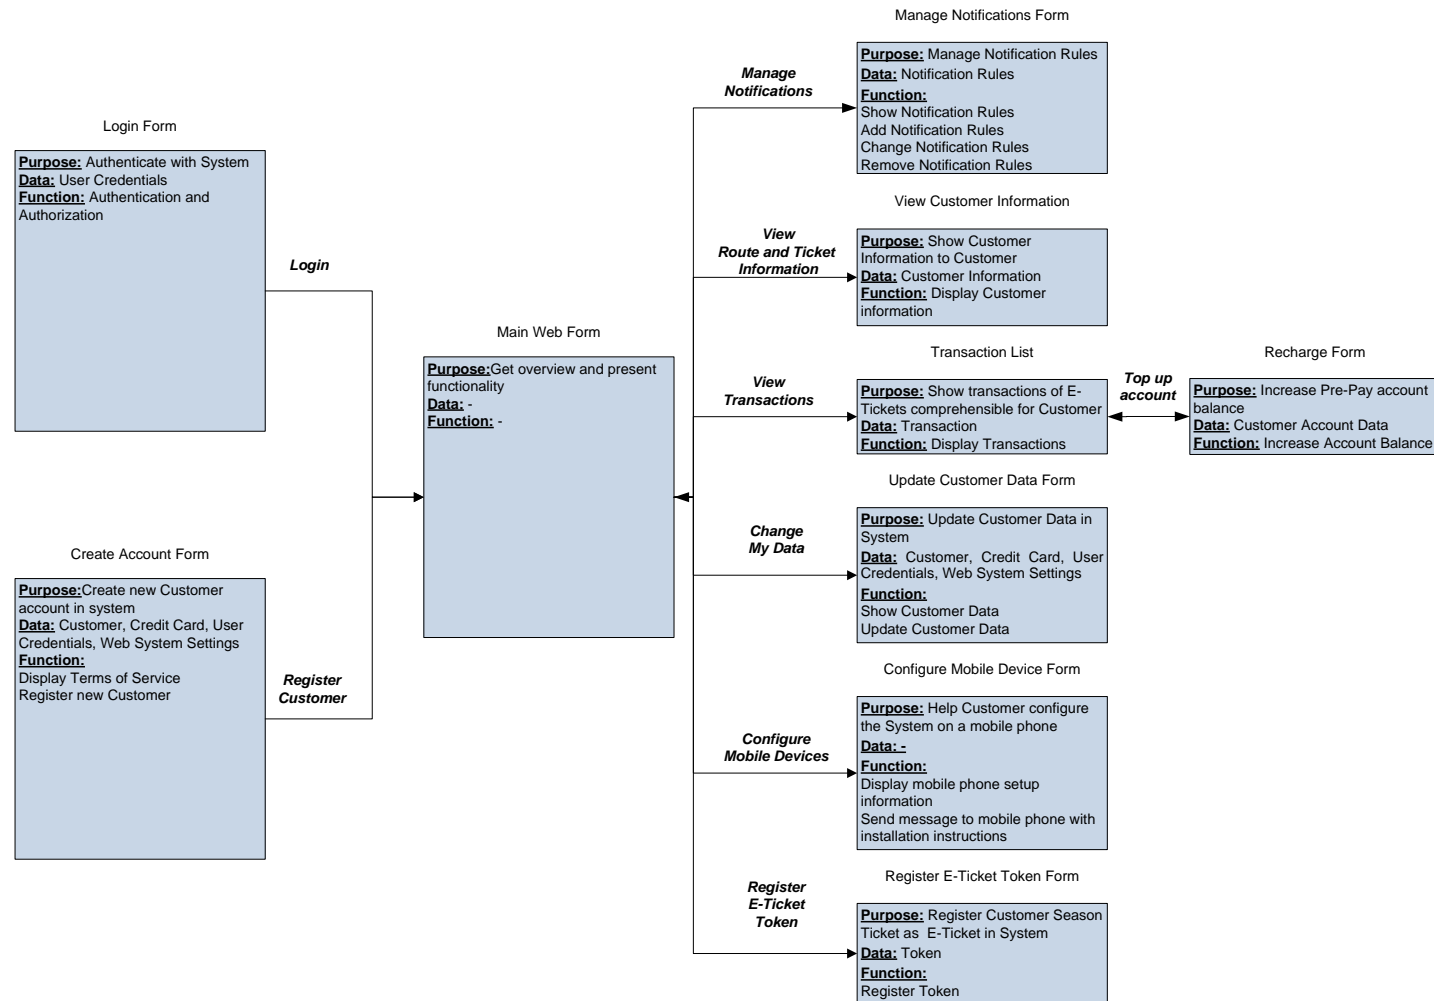 Login Form
Purpose: Authenticate with System
Data: User Credentials
Function: Authentication and
Authorization
Login
Create Account Form
Purpose:Create new Customer
account in system
Data: Customer, Credit Card, User
Credentials, Web System Settings
Function:
Display Terms of Service
Register new Customer
Register
Customer
Main Web Form
Purpose:Get overview and present
functionality
Data: -
Function: -
Manage
Notifications
Manage Notifications Form
Purpose: Manage Notification Rules
Data: Notification Rules
Function:
Show Notification Rules
Add Notification Rules
Change Notification Rules
Remove Notification Rules
View
Route and Ticket
Information
View Customer Information
Purpose: Show Customer
Information to Customer
Data: Customer Information
Function: Display Customer
information
View
Transactions
Transaction List
Purpose: Show transactions of E-
Tickets comprehensible for Customer
Data: Transaction
Function: Display Transactions
Top up
account
Recharge Form
Purpose: Increase Pre-Pay account
balance
Data: Customer Account Data
Function: Increase Account Balance
Change
My Data
Update Customer Data Form
Purpose: Update Customer Data in
System
Data: Customer, Credit Card, User
Credentials, Web System Settings
Function:
Show Customer Data
Update Customer Data
Configure
Mobile Devices
Configure Mobile Device Form
Purpose: Help Customer configure
the System on a mobile phone
Data: -
Function:
Display mobile phone setup
information
Send message to mobile phone with
installation instructions
Register
E-Ticket
Token
Register E-Ticket Token Form
Purpose: Register Customer Season
Ticket as E-Ticket in System
Data: Token
Function:
Register Token